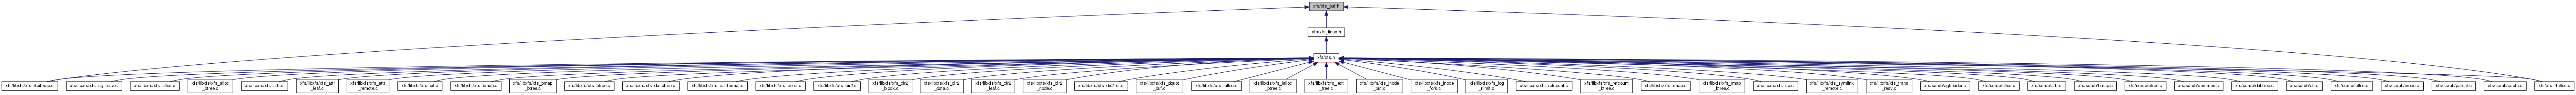 xfs/xfs_buf.h
xfs/xfs_linux.h
xfs/xfs.h
xfs/libxfs/xfs_rtbitmap.c
xfs/libxfs/xfs_ag_resv.c
xfs/libxfs/xfs_alloc.c
xfs/libxfs/xfs_alloc
_btree.c
xfs/libxfs/xfs_attr.c
xfs/libxfs/xfs_attr
_leaf.c
xfs/libxfs/xfs_attr
_remote.c
xfs/libxfs/xfs_bit.c
xfs/libxfs/xfs_bmap.c
xfs/libxfs/xfs_bmap
_btree.c
xfs/libxfs/xfs_btree.c
xfs/libxfs/xfs_da_btree.c
xfs/libxfs/xfs_da_format.c
xfs/libxfs/xfs_defer.c
xfs/libxfs/xfs_dir2.c
xfs/libxfs/xfs_dir2
_block.c
xfs/libxfs/xfs_dir2
_data.c
xfs/libxfs/xfs_dir2
_leaf.c
xfs/libxfs/xfs_dir2
_node.c
xfs/libxfs/xfs_dir2_sf.c
xfs/libxfs/xfs_dquot
_buf.c
xfs/libxfs/xfs_ialloc.c
xfs/libxfs/xfs_ialloc
_btree.c
xfs/libxfs/xfs_iext
_tree.c
xfs/libxfs/xfs_inode
_buf.c
xfs/libxfs/xfs_inode
_fork.c
xfs/libxfs/xfs_log
_rlimit.c
xfs/libxfs/xfs_refcount.c
xfs/libxfs/xfs_refcount
_btree.c
xfs/libxfs/xfs_rmap.c
xfs/libxfs/xfs_rmap
_btree.c
xfs/libxfs/xfs_sb.c
xfs/libxfs/xfs_symlink
_remote.c
xfs/libxfs/xfs_trans
_resv.c
xfs/scrub/agheader.c
xfs/scrub/alloc.c
xfs/scrub/attr.c
xfs/scrub/bmap.c
xfs/scrub/btree.c
xfs/scrub/common.c
xfs/scrub/dabtree.c
xfs/scrub/dir.c
xfs/scrub/ialloc.c
xfs/scrub/inode.c
xfs/scrub/parent.c
xfs/scrub/quota.c
xfs/xfs_rtalloc.c